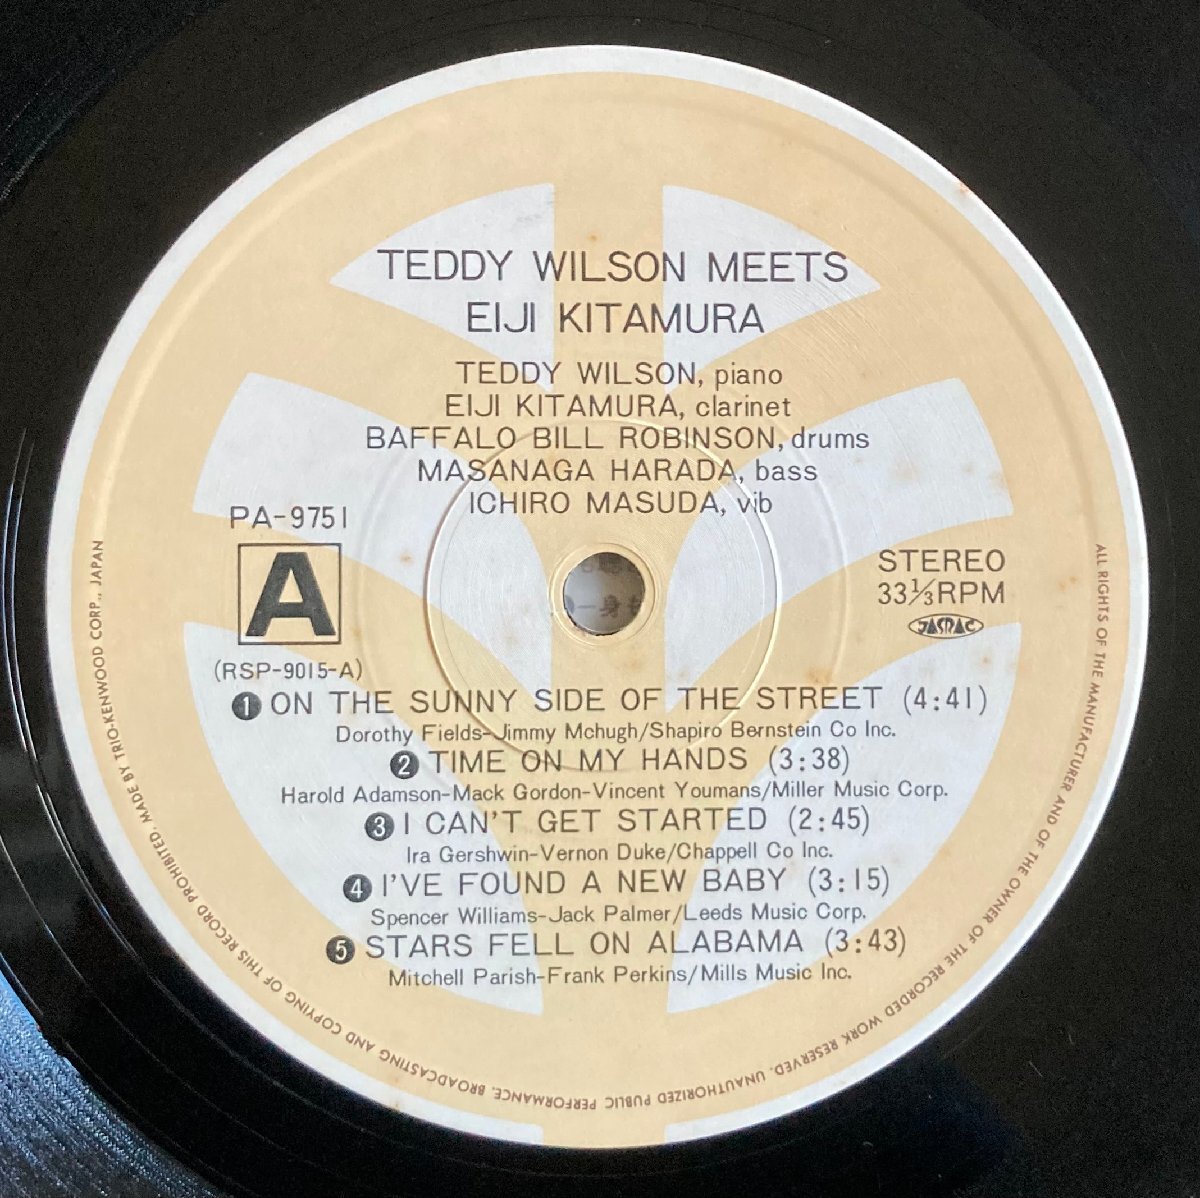 TEDDY WILSON MEETS
EIJI KITAMURA
TEDDY WILSON, piano
EIJI KITAMURA, clarinet
BAFFALO BILL ROBINSON, drums
MASANAGA HARADA, bass
ICHIRO MASUDA, vib
PA-9751
A
(RSP-9015-A)
STEREO
33⅓RPM
JASRAC
❶ ON THE SUNNY SIDE OF THE STREET (4:41)
Dorothy Fields-Jimmy Mchugh/Shapiro Bernstein Co Inc.
❷ TIME ON MY HANDS (3:38)
Harold Adamson-Mack Gordon-Vincent Youmans/Miller Music Corp.
❸ I CAN'T GET STARTED (2:45)
Ira Gershwin-Vernon Duke/Chappell Co Inc.
❹ I'VE FOUND A NEW BABY (3:15)
Spencer Williams-Jack Palmer/Leeds Music Corp.
❺ STARS FELL ON ALABAMA (3:43)
Mitchell Parish-Frank Perkins/Mills Music Inc.
ALL RIGHTS OF THE MANUFACTURER AND OF THE OWNER OF THE RECORDED WORK RESERVED. UNAUTHORIZED PUBLIC PERFORMANCE, BROADCASTING AND COPYING OF THIS RECORD PROHIBITED. MADE BY TRIO-KENWOOD CORP., JAPAN